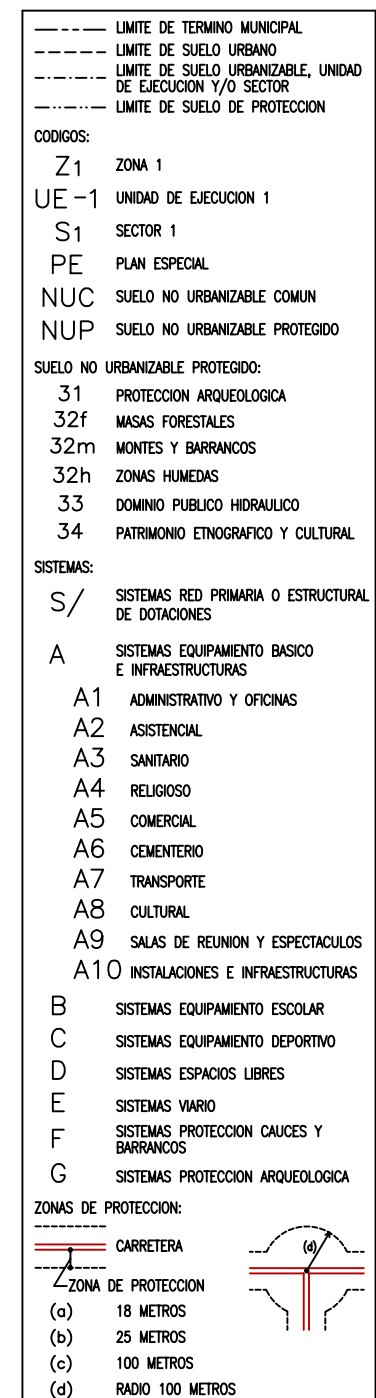 LIMITE DE TERMINO MUNICIPAL
LIMITE DE SUELO URBANO
LIMITE DE SUELO URBANIZABLE, UNIDAD
DE EJECUCION Y/O SECTOR
LIMITE DE SUELO DE PROTECCION
CODIGOS:
Z1 ZONA 1
UE-1 UNIDAD DE EJECUCION 1
S1 SECTOR 1
PE PLAN ESPECIAL
NUC SUELO NO URBANIZABLE COMUN
NUP SUELO NO URBANIZABLE PROTEGIDO
SUELO NO URBANIZABLE PROTEGIDO:
31 PROTECCION ARQUEOLOGICA
32f MASAS FORESTALES
32m MONTES Y BARRANCOS
32h ZONAS HUMEDAS
33 DOMINIO PUBLICO HIDRAULICO
34 PATRIMONIO ETNOGRAFICO Y CULTURAL
SISTEMAS:
S/ SISTEMAS RED PRIMARIA O ESTRUCTURAL
DE DOTACIONES
A SISTEMAS EQUIPAMIENTO BASICO
E INFRAESTRUCTURAS
A1 ADMINISTRATIVO Y OFICINAS
A2 ASISTENCIAL
A3 SANITARIO
A4 RELIGIOSO
A5 COMERCIAL
A6 CEMENTERIO
A7 TRANSPORTE
A8 CULTURAL
A9 SALAS DE REUNION Y ESPECTACULOS
A10 INSTALACIONES E INFRAESTRUCTURAS
B SISTEMAS EQUIPAMIENTO ESCOLAR
C SISTEMAS EQUIPAMIENTO DEPORTIVO
D SISTEMAS ESPACIOS LIBRES
E SISTEMAS VIARIO
F SISTEMAS PROTECCION CAUCES Y
BARRANCOS
G SISTEMAS PROTECCION ARQUEOLOGICA
ZONAS DE PROTECCION:
CARRETERA
(d)
ZONA DE PROTECCION
(a) 18 METROS
(b) 25 METROS
(c) 100 METROS
(d) RADIO 100 METROS